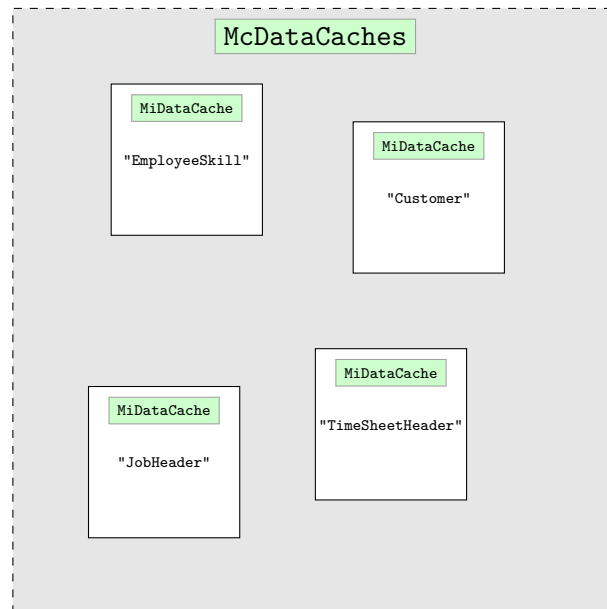 McDataCaches
MiDataCache
"EmployeeSkill"
MiDataCache
"Customer"
MiDataCache
"TimeSheetHeader"
MiDataCache
"JobHeader"